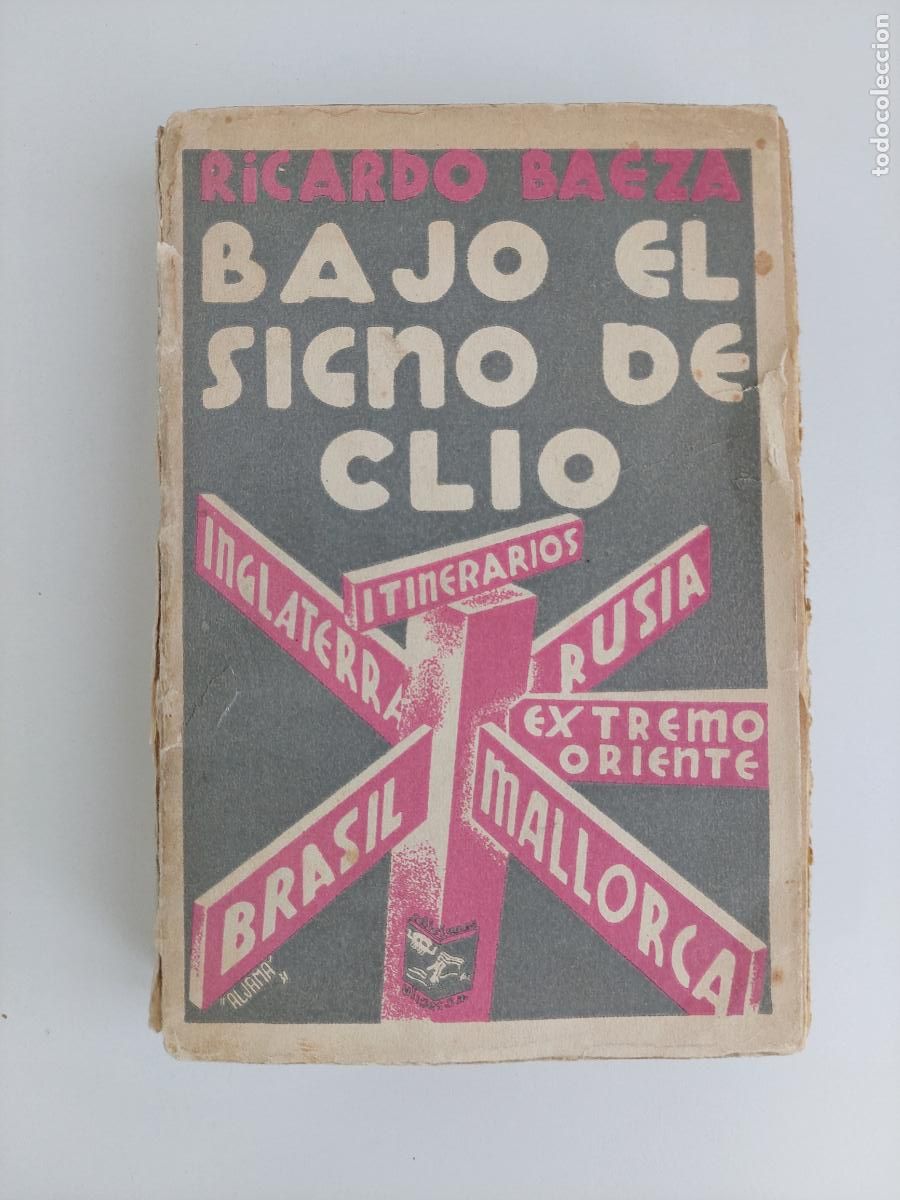 RiCARDO BAEZA
BAJO EL
SIGNO DE
CLIO
ITINERARIOS
INGLATERRA
RUSIA
EXTREMO
ORIENTE
BRASIL
MALLORCA
"ALJAMA"
todocoleccion